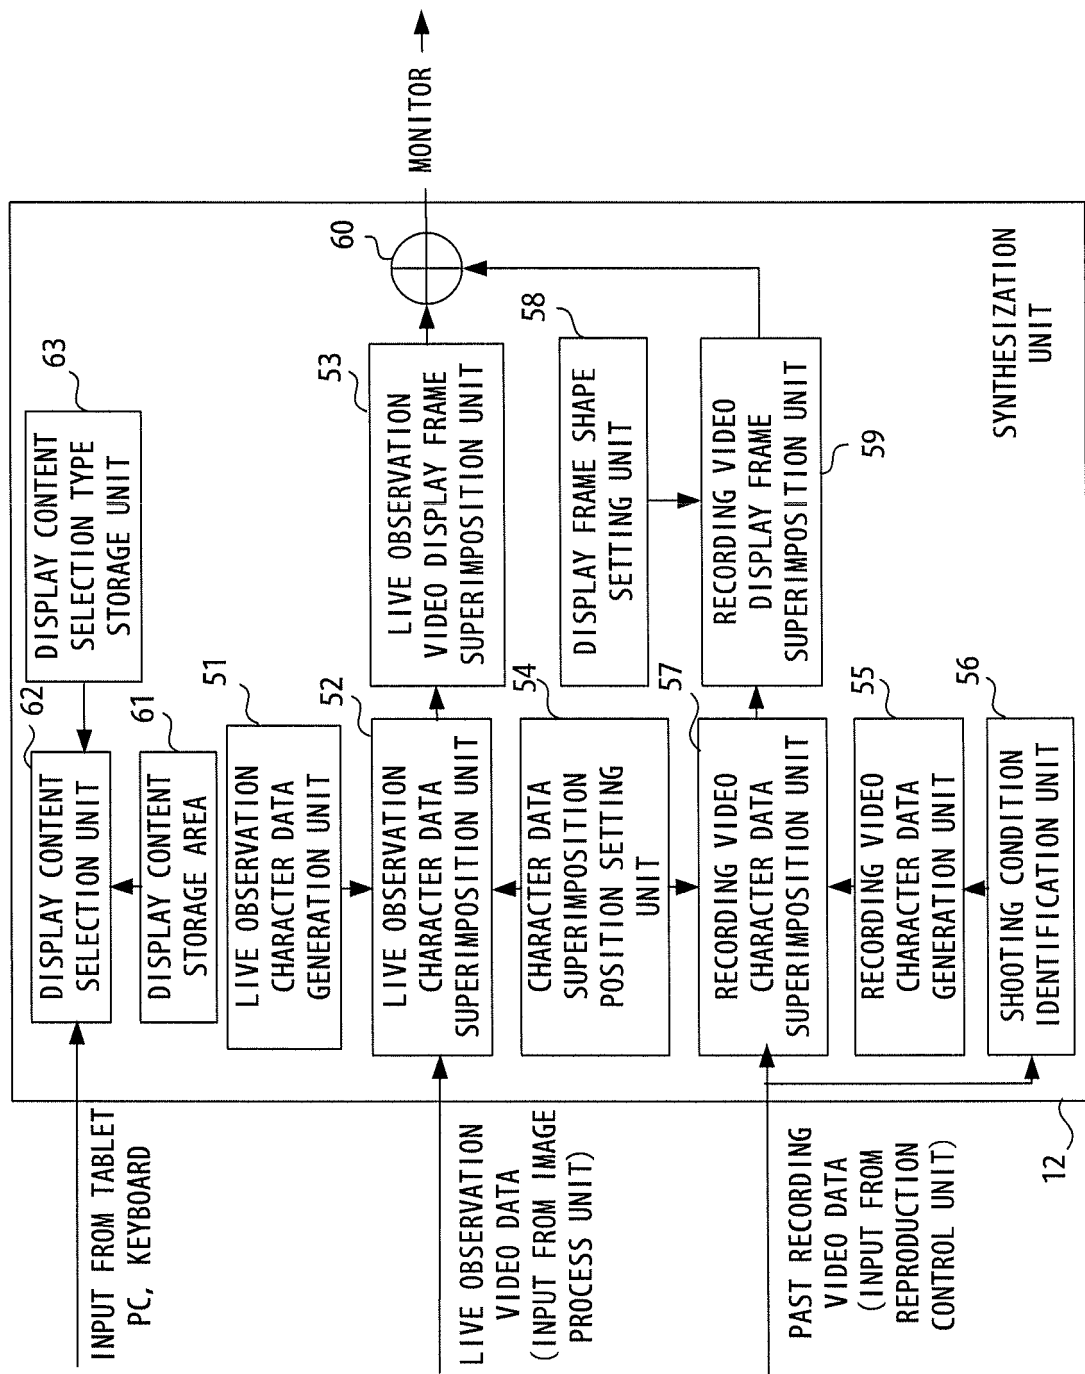 INPUT FROM TABLET
PC, KEYBOARD
62
DISPLAY CONTENT
SELECTION UNIT
63
DISPLAY CONTENT
SELECTION TYPE
STORAGE UNIT
61
DISPLAY CONTENT
STORAGE AREA
51
LIVE OBSERVATION
CHARACTER DATA
GENERATION UNIT
LIVE OBSERVATION
VIDEO DATA
(INPUT FROM IMAGE
PROCESS UNIT)
52
LIVE OBSERVATION
CHARACTER DATA
SUPERIMPOSITION UNIT
53
LIVE OBSERVATION
VIDEO DISPLAY FRAME
SUPERIMPOSITION UNIT
60
MONITOR
54
CHARACTER DATA
SUPERIMPOSITION
POSITION SETTING
UNIT
58
DISPLAY FRAME SHAPE
SETTING UNIT
PAST RECORDING
VIDEO DATA
(INPUT FROM
REPRODUCTION
CONTROL UNIT)
57
RECORDING VIDEO
CHARACTER DATA
SUPERIMPOSITION UNIT
RECORDING VIDEO
DISPLAY FRAME
SUPERIMPOSITION UNIT
59
55
RECORDING VIDEO
CHARACTER DATA
GENERATION UNIT
56
SHOOTING CONDITION
IDENTIFICATION UNIT
SYNTHESIZATION
UNIT
12